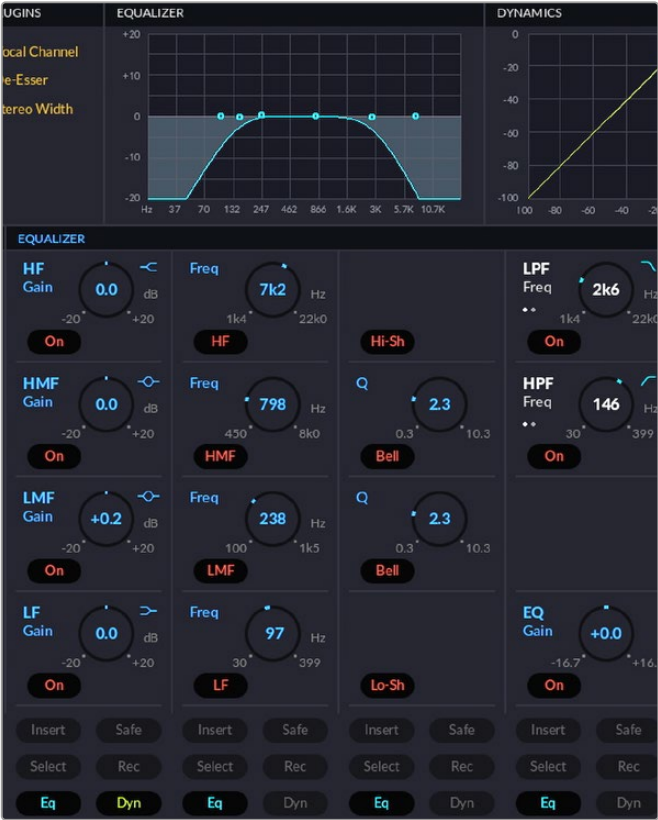 UGINS EQUALIZER DYNAMICS
ocal Channel
e-Esser
tereo Width
+20
+10
0
-10
-20
Hz 37 70 132 247 462 866 1.6K 3K 5.7K 10.7K
0
-20
-40
-60
-80
-100
-100 -80 -60 -40 -2
EQUALIZER
HF Gain 0.0 dB -20 +20 On
Freq 7k2 Hz 1k4 22k0 HF
Hi-Sh
LPF Freq 2k6 1k4 22k0 On
HMF Gain 0.0 dB -20 +20 On
Freq 798 Hz 450 8k0 HMF
Q 2.3 0.3 10.3 Bell
HPF Freq 146 30 399 On
LMF Gain +0.2 dB -20 +20 On
Freq 238 Hz 100 1k5 LMF
Q 2.3 0.3 10.3 Bell
LF Gain 0.0 dB -20 +20 On
Freq 97 Hz 30 399 LF
Lo-Sh
EQ Gain +0.0 -16.7 +16. On
Insert Safe Insert Safe Insert Safe Insert Safe
Select Rec Select Rec Select Rec Select Rec
Eq Dyn Eq Dyn Eq Dyn Eq Dyn